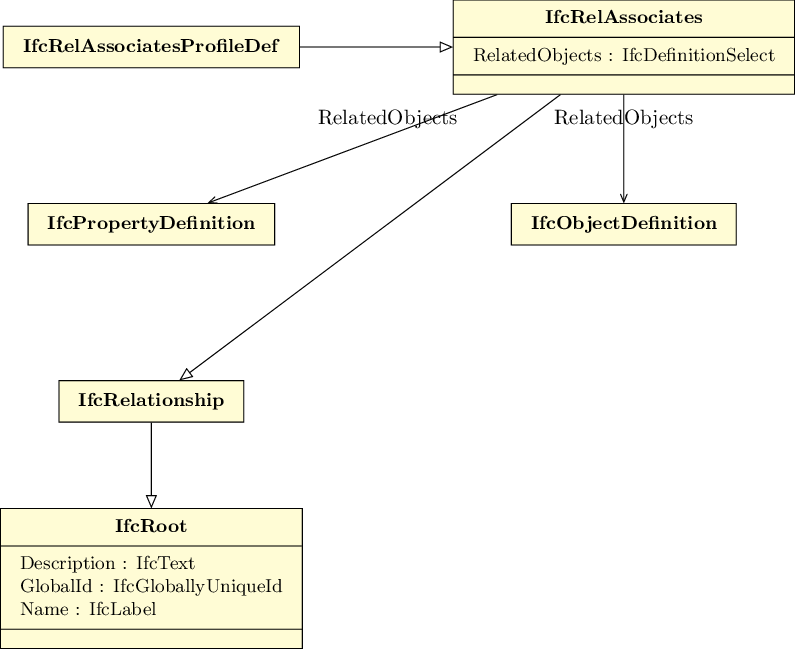 IfcRelAssociates
IfcRelAssociatesProfileDef
RelatedObjects : IfcDefinitionSelect
RelatedObjects
RelatedObjects
IfcPropertyDefinition
IfcObjectDefinition
IfcRelationship
IfcRoot
Description : IfcText
GlobalId : IfcGloballyUniqueId
Name : IfcLabel